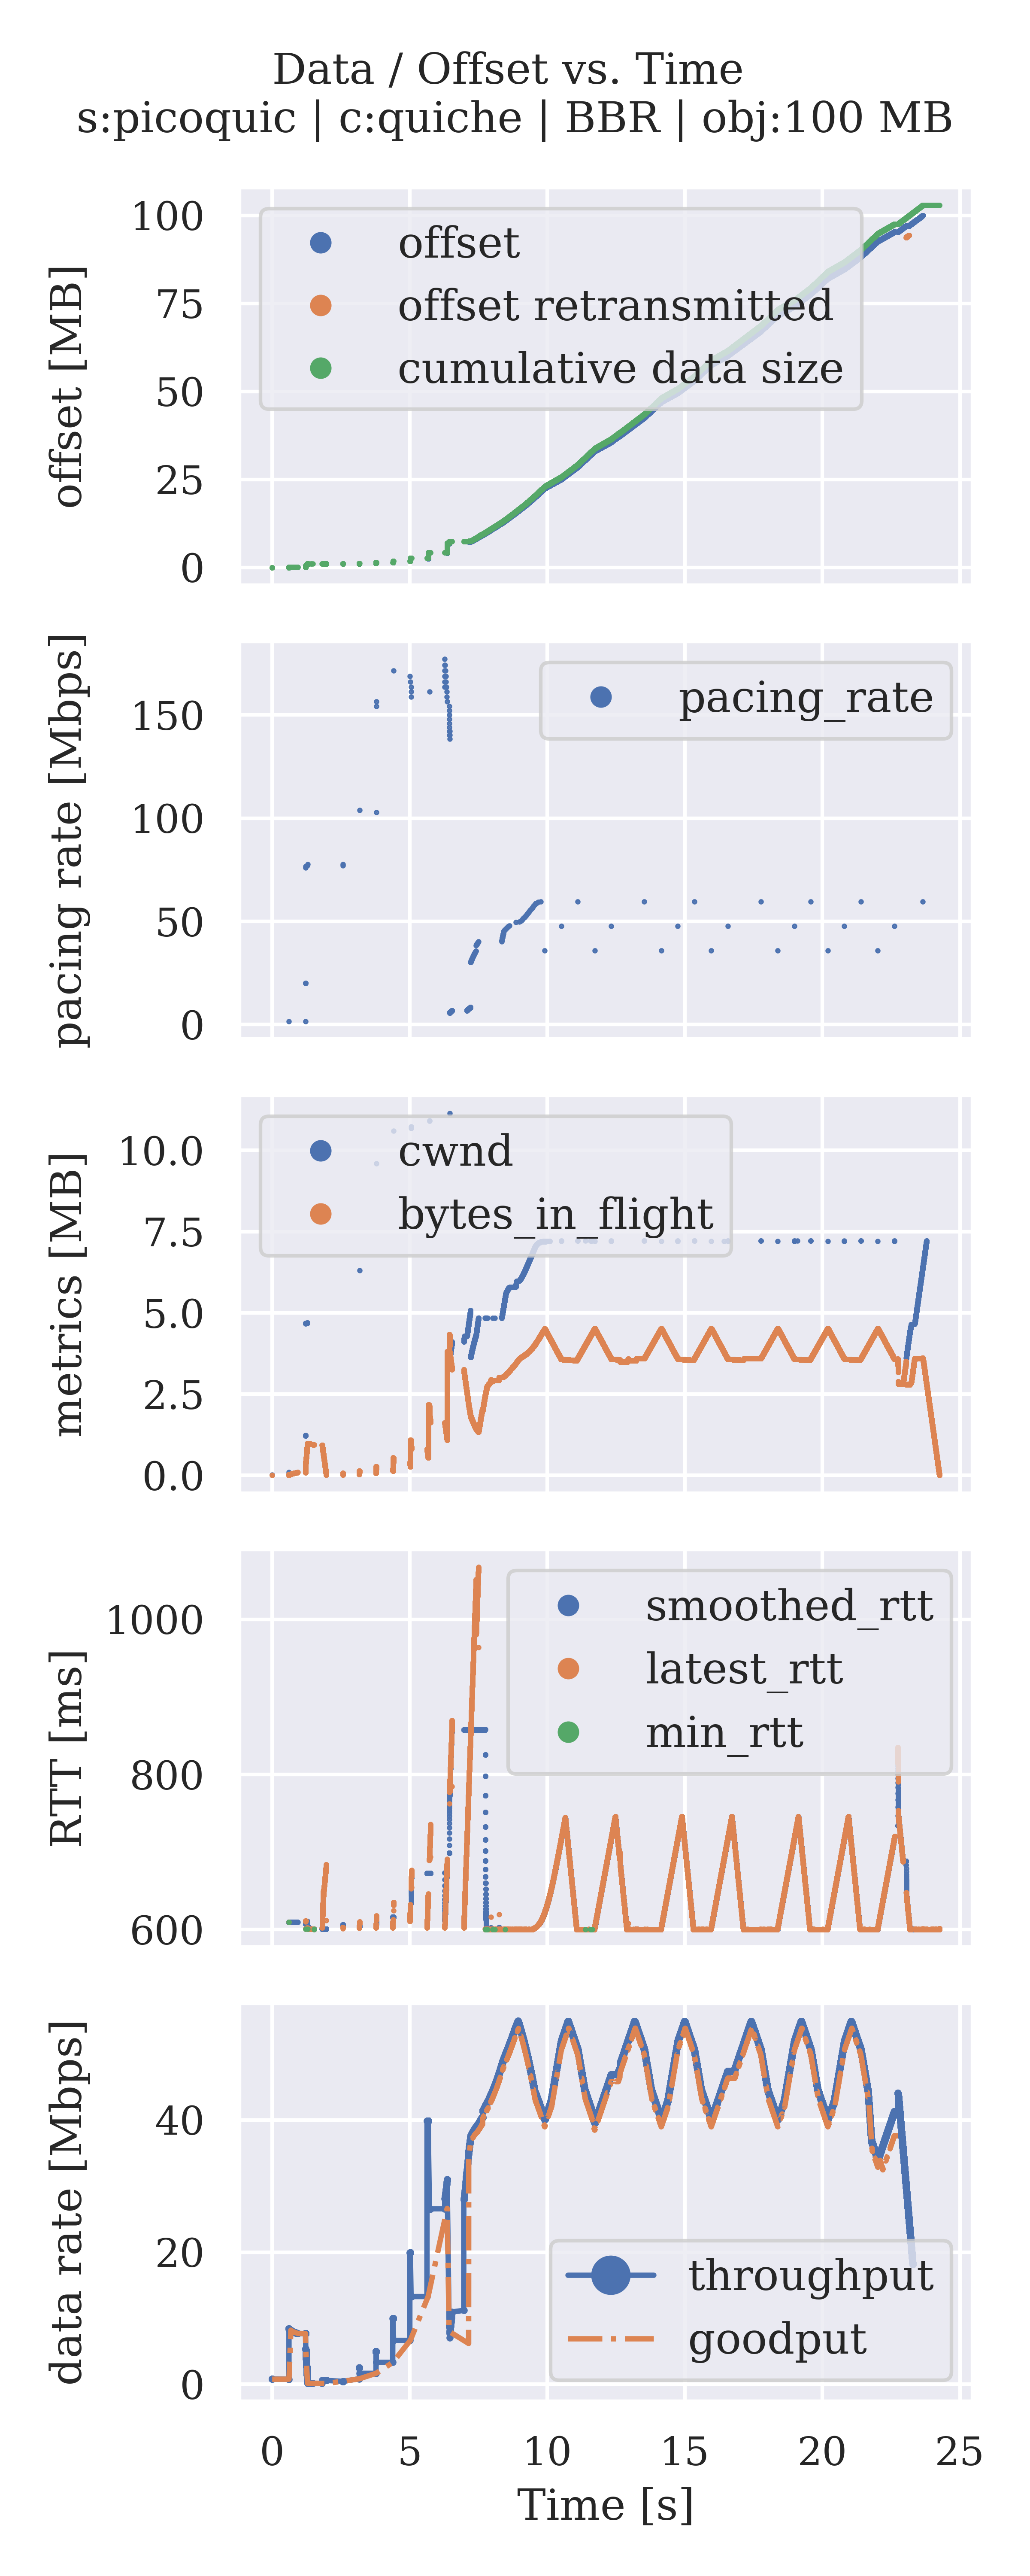 Data / Offset vs. Time
s:picoquic | c:quiche | BBR | obj:100 MB
offset [MB]
100
75
50
25
0
offset
offset retransmitted
cumulative data size
pacing rate [Mbps]
150
100
50
0
pacing_rate
metrics [MB]
10.0
7.5
5.0
2.5
0.0
cwnd
bytes_in_flight
RTT [ms]
1000
800
600
smoothed_rtt
latest_rtt
min_rtt
data rate [Mbps]
40
20
0
throughput
goodput
0 5 10 15 20 25
Time [s]